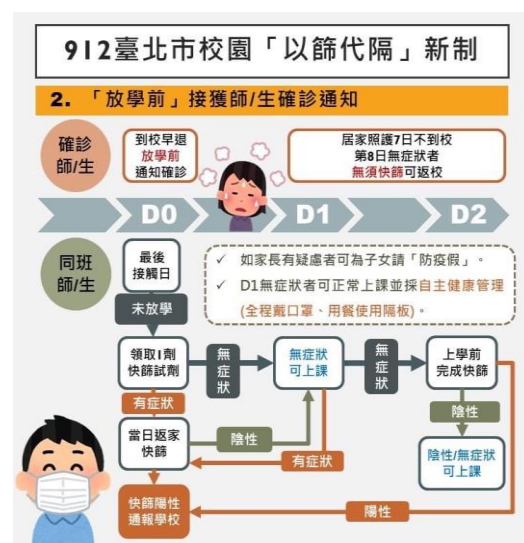 912臺北市校園「以篩代隔」新制
2. 「放學前」接獲師/生確診通知
確診
師/生
到校早退
放學前
通知確診
居家照護7日不到校
第8日無症狀者
無須快篩可返校
D0
D1
D2
同班
師/生
最後
接觸日
✓ 如家長有疑慮者可為子女請「防疫假」。
✓ D1無症狀者可正常上課並採自主健康管理
(全程戴口罩、用餐使用隔板)。
未放學
領取1劑
快篩試劑
無症狀
無症狀
可上課
無症狀
上學前
完成快篩
有症狀
陰性
當日返家
快篩
陰性
有症狀
陰性/無症狀
可上課
快篩陽性
通報學校
陽性